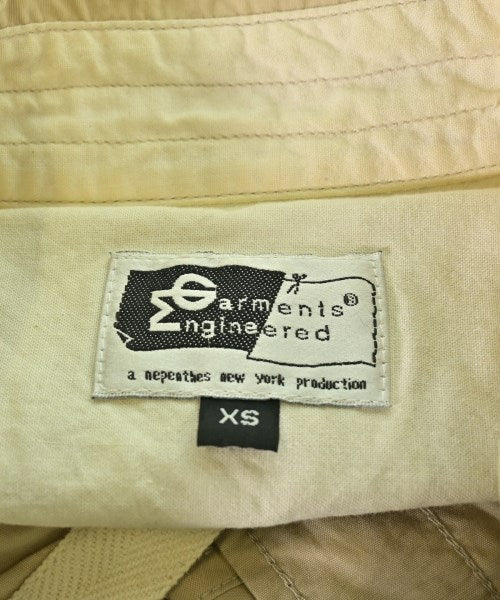 Garments®
Engineered
a nepenthes new york production
XS